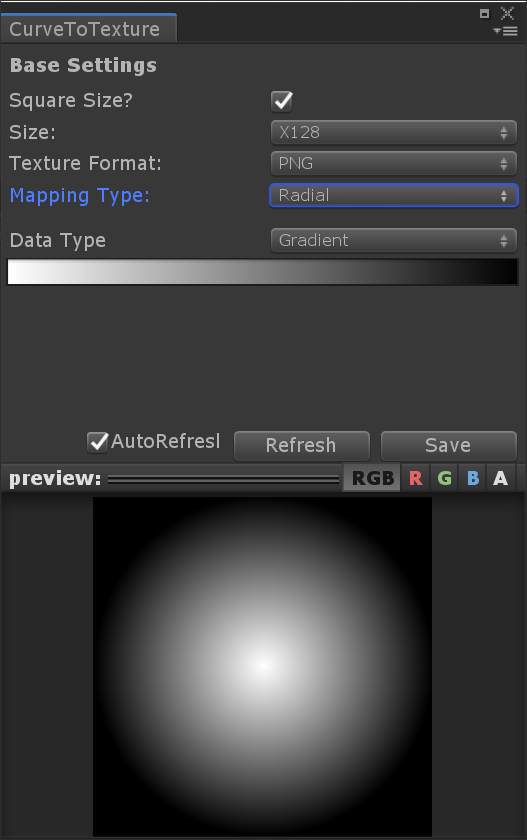 CurveToTexture
Base Settings
Square Size?
Size: X128
Texture Format: PNG
Mapping Type: Radial
Data Type Gradient
AutoRefresl Refresh Save
preview: RGB R G B A